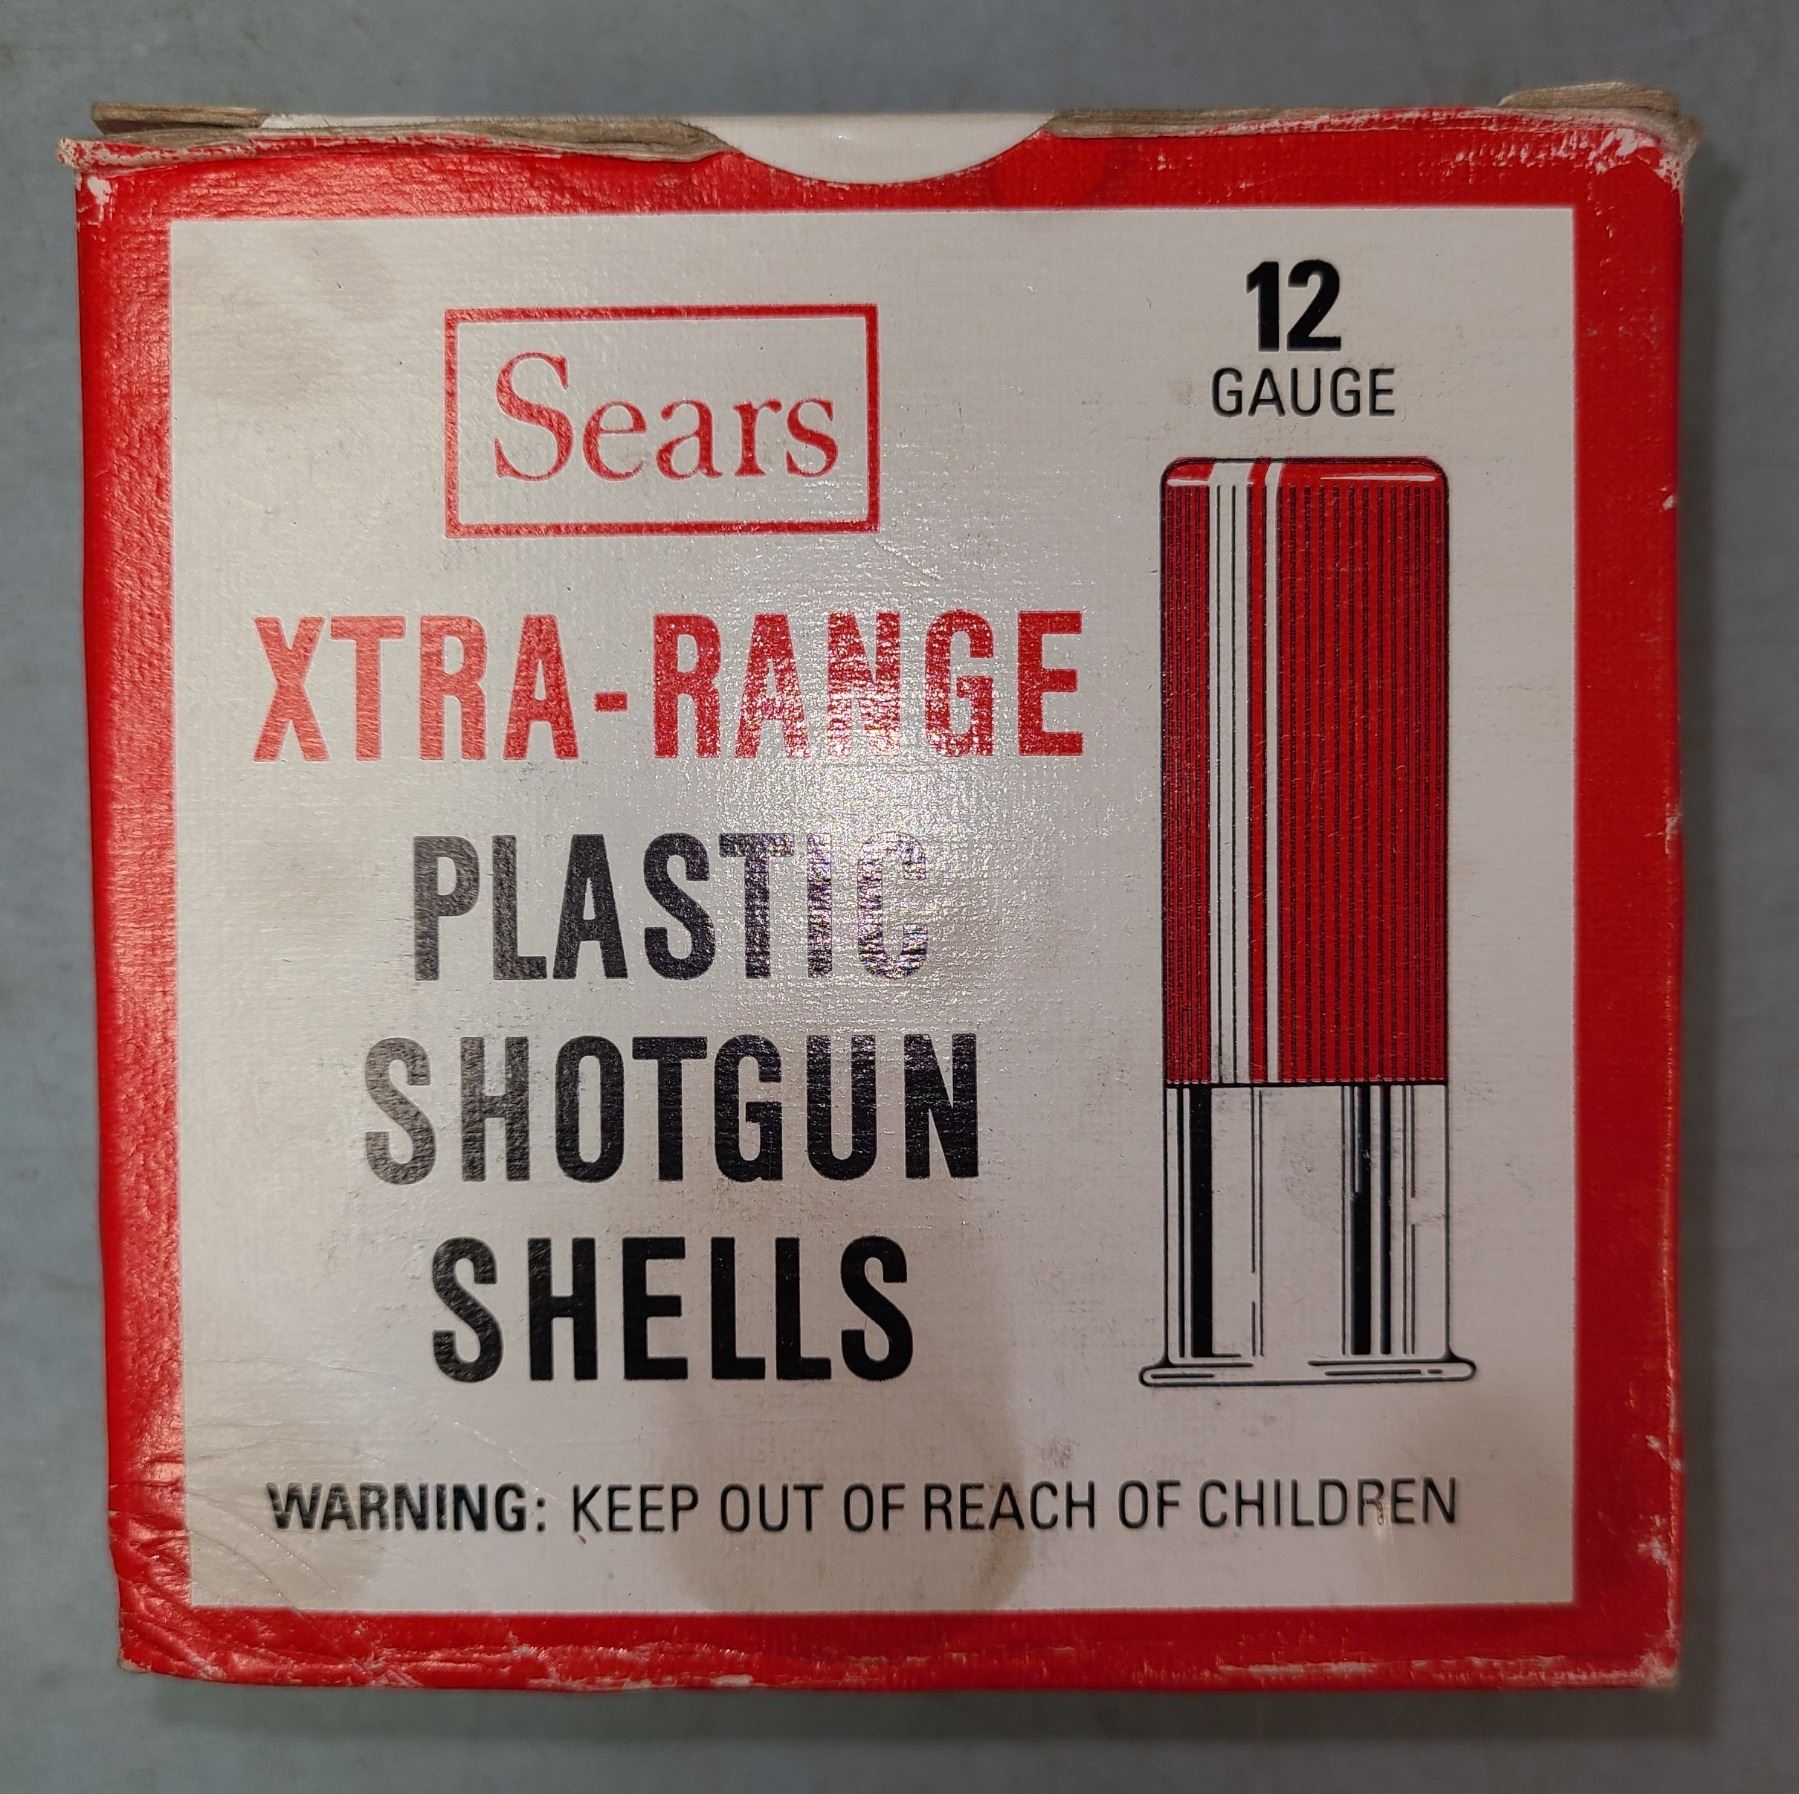 Sears
12
GAUGE
XTRA-RANGE
PLASTIC
SHOTGUN
SHELLS
WARNING: KEEP OUT OF REACH OF CHILDREN